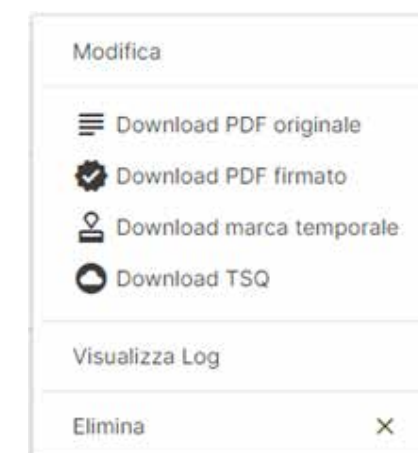 Modifica
Download PDF originale
Download PDF firmato
Download marca temporale
Download TSQ
Visualizza Log
Elimina